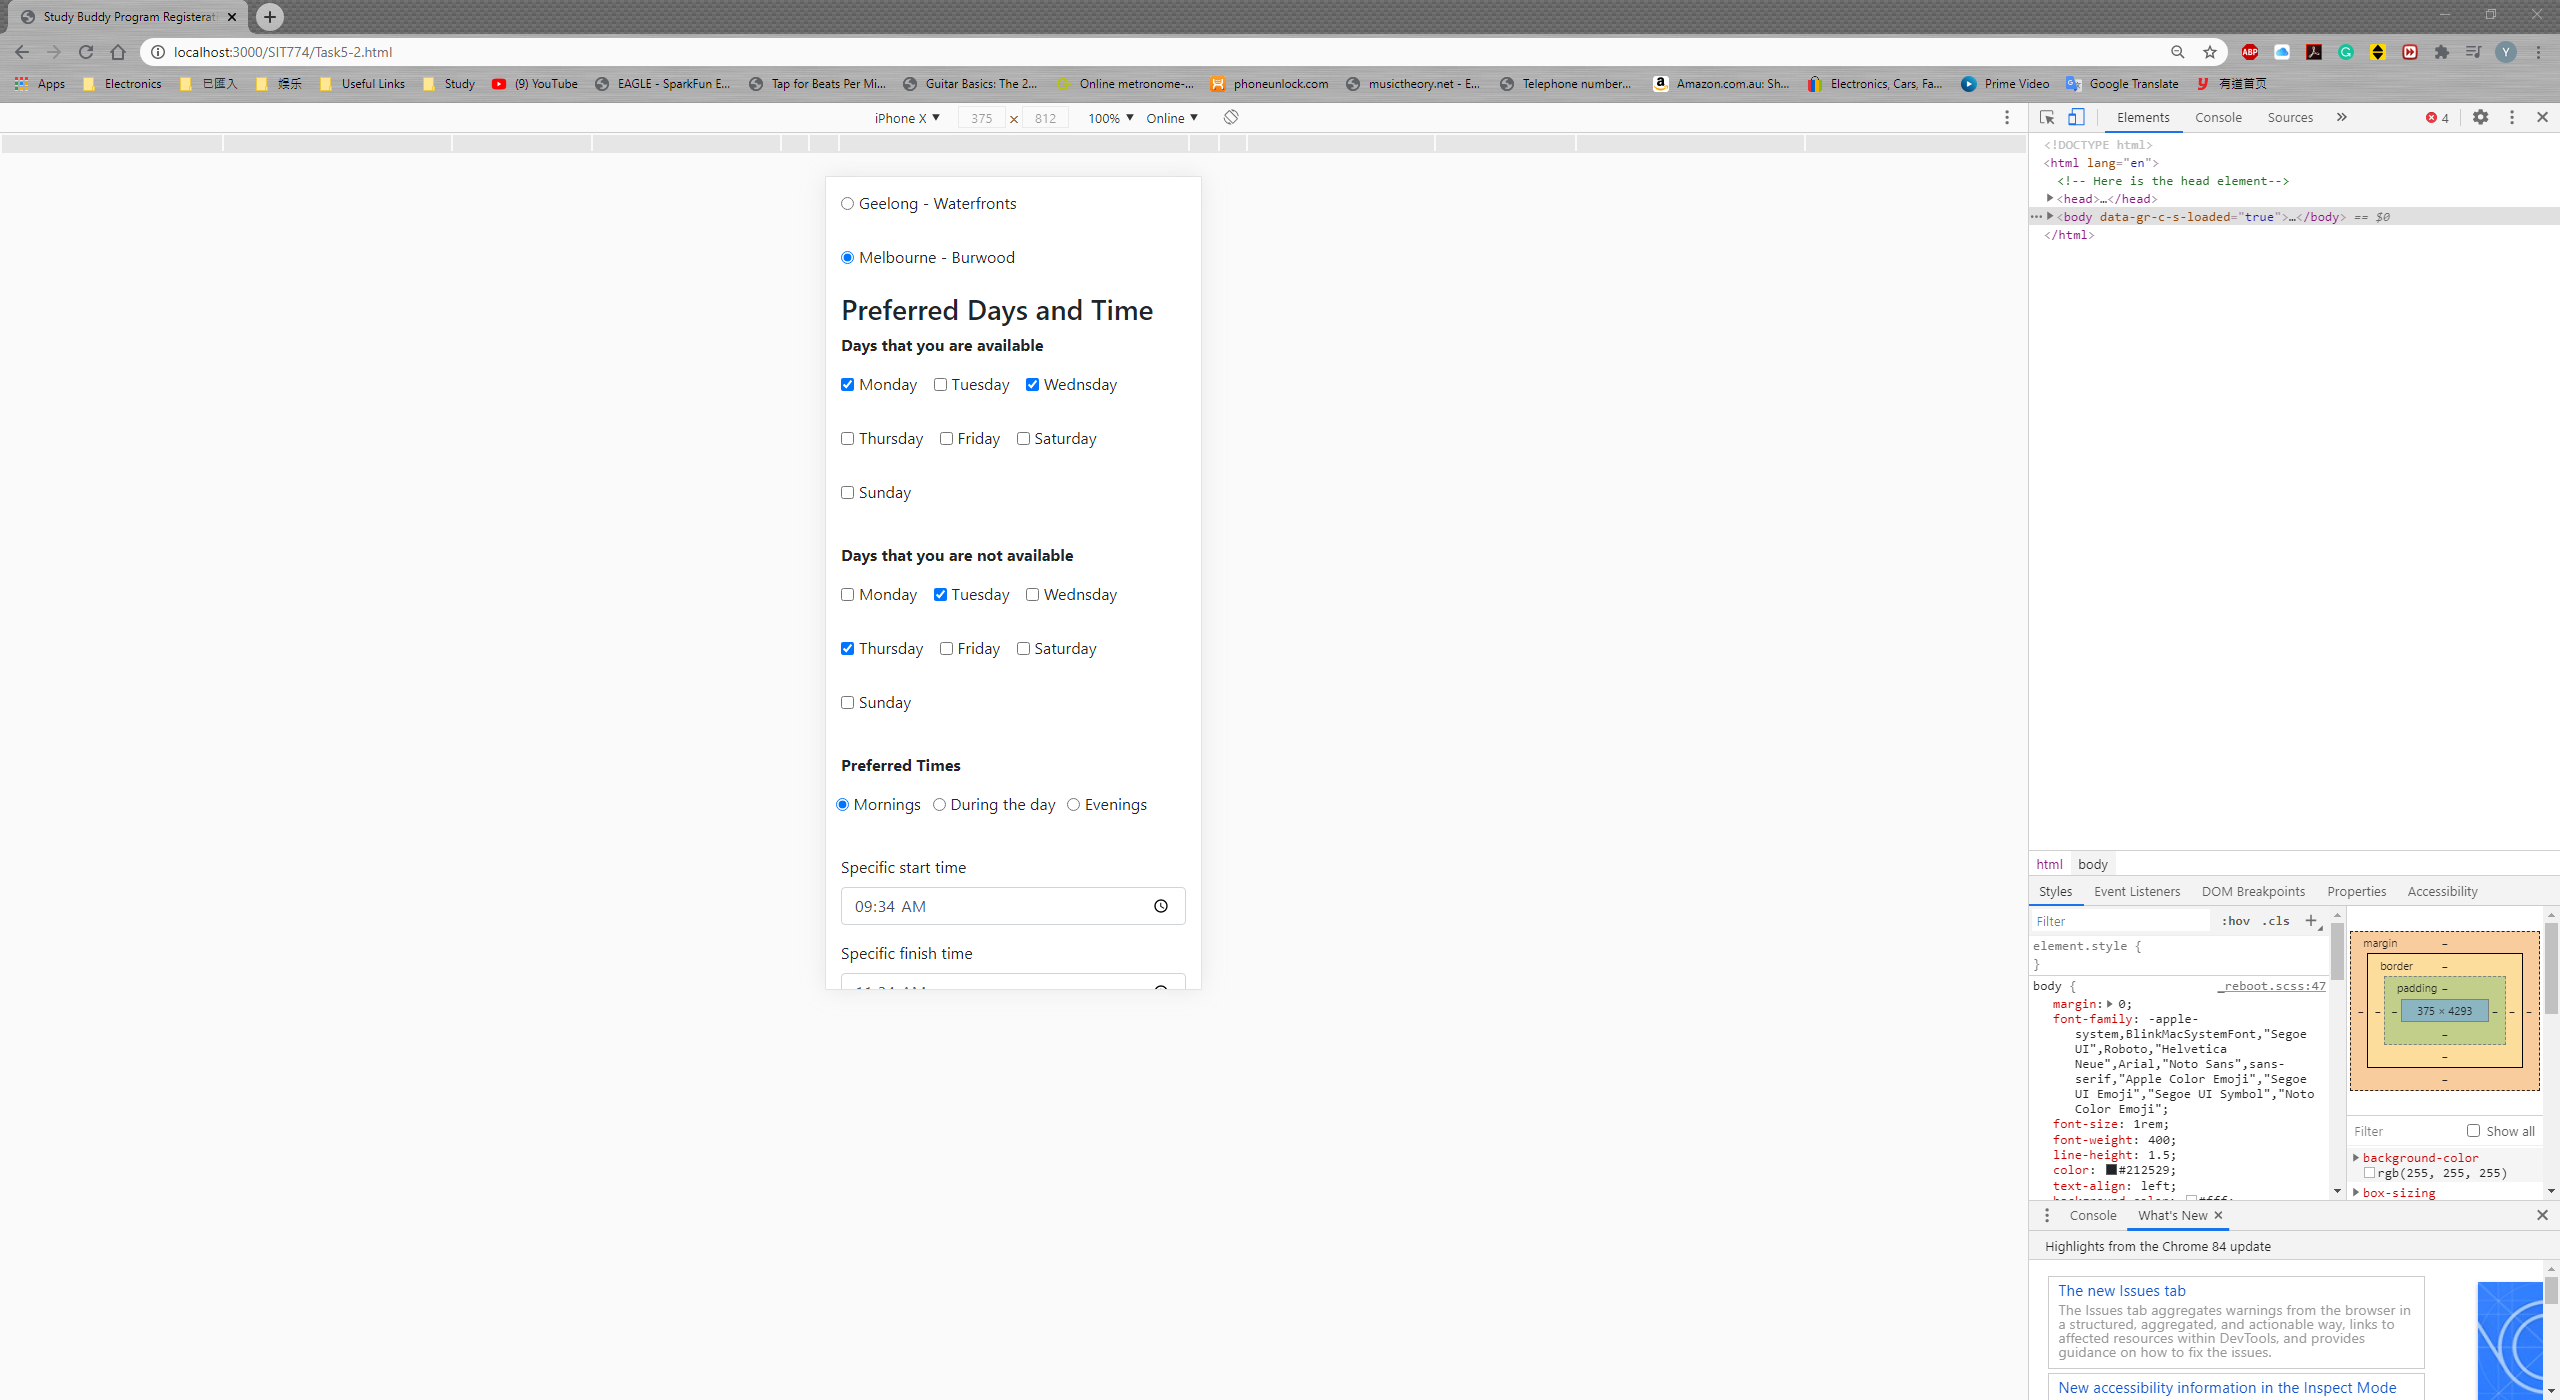 Study Buddy Program Registerat
localhost:3000/SIT774/Task5-2.html
ABP
Y
Apps Electronics 已匯入 娱乐 Useful Links Study (9) YouTube EAGLE - SparkFun E... Tap for Beats Per Mi... Guitar Basics: The 2... Online metronome-... phoneunlock.com musictheory.net - E... Telephone number... Amazon.com.au: Sh... Electronics, Cars, Fa... Prime Video Google Translate 有道首页
iPhone X 375 × 812 100% Online
Geelong - Waterfronts
Melbourne - Burwood
Preferred Days and Time
Days that you are available
Monday Tuesday Wednsday
Thursday Friday Saturday
Sunday
Days that you are not available
Monday Tuesday Wednsday
Thursday Friday Saturday
Sunday
Preferred Times
Mornings During the day Evenings
Specific start time
09:34 AM
Specific finish time
Elements Console Sources » 4
<!DOCTYPE html>
<html lang="en">
<!-- Here is the head element-->
<head>…</head>
<body data-gr-c-s-loaded="true">…</body> == $0
</html>
html body
Styles Event Listeners DOM Breakpoints Properties Accessibility
Filter :hov .cls +
element.style {
}
body { _reboot.scss:47
margin: 0;
font-family: -apple-
system,BlinkMacSystemFont,"Segoe
UI",Roboto,"Helvetica
Neue",Arial,"Noto Sans",sans-
serif,"Apple Color Emoji","Segoe
UI Emoji","Segoe UI Symbol","Noto
Color Emoji";
font-size: 1rem;
font-weight: 400;
line-height: 1.5;
color: #212529;
text-align: left;
margin –
border –
padding –
375 × 4293
Filter Show all
background-color
rgb(255, 255, 255)
box-sizing
Console What's New
Highlights from the Chrome 84 update
The new Issues tab
The Issues tab aggregates warnings from the browser in
a structured, aggregated, and actionable way, links to
affected resources within DevTools, and provides
guidance on how to fix the issues.
New accessibility information in the Inspect Mode